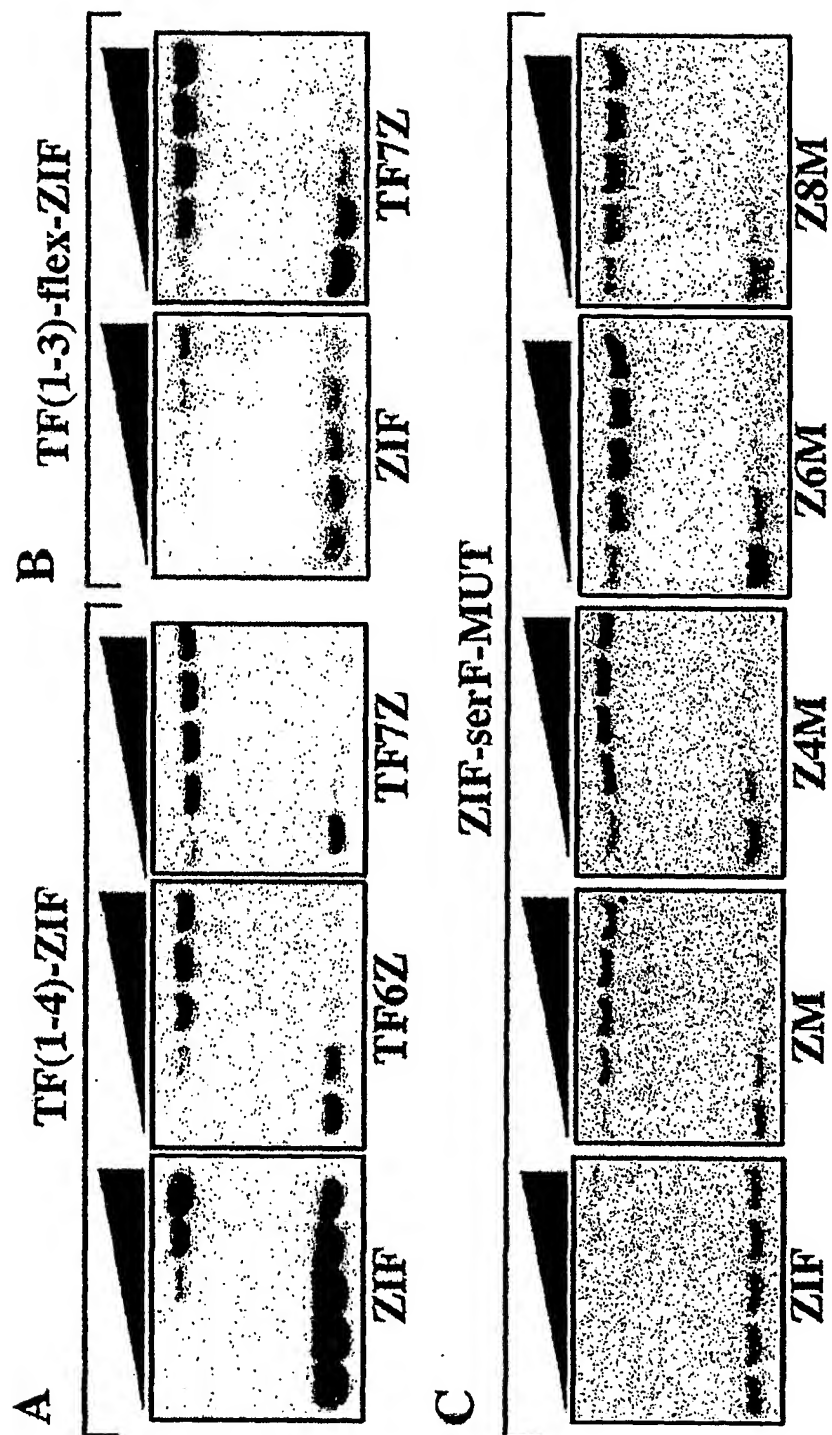 A
TF(1-4)-ZIF
ZIF
TF6Z
TF7Z
B
TF(1-3)-flex-ZIF
ZIF
TF7Z
C
ZIF-serF-MUT
ZIF
ZM
Z4M
Z6M
Z8M